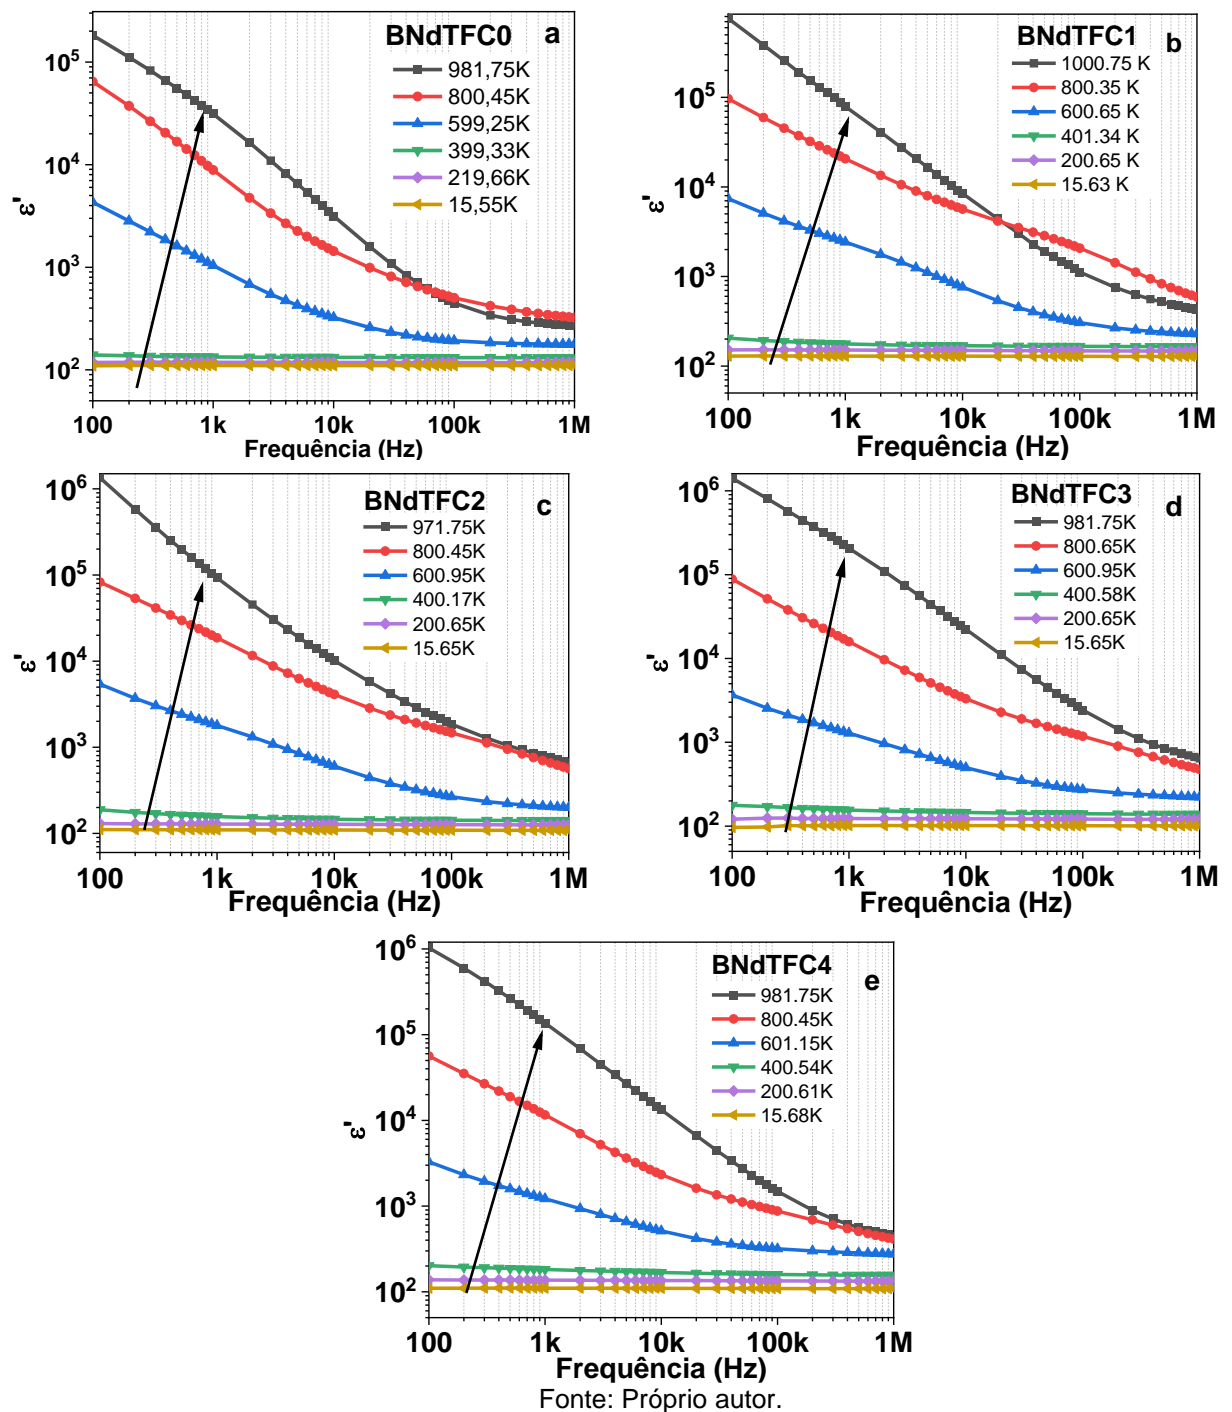 BNdTFC0 a
981,75K
800,45K
599,25K
399,33K
219,66K
15,55K
10^5
10^4
10^3
10^2
ε'
100 1k 10k 100k 1M
Frequência (Hz)
BNdTFC1 b
1000.75 K
800.35 K
600.65 K
401.34 K
200.65 K
15.63 K
10^5
10^4
10^3
10^2
ε'
100 1k 10k 100k 1M
Frequência (Hz)
BNdTFC2 c
971.75K
800.45K
600.95K
400.17K
200.65K
15.65K
10^6
10^5
10^4
10^3
10^2
ε'
100 1k 10k 100k 1M
Frequência (Hz)
BNdTFC3 d
981.75K
800.65K
600.95K
400.58K
200.65K
15.65K
10^6
10^5
10^4
10^3
10^2
ε'
100 1k 10k 100k 1M
Frequência (Hz)
BNdTFC4 e
981.75K
800.45K
601.15K
400.54K
200.61K
15.68K
10^6
10^5
10^4
10^3
10^2
ε'
100 1k 10k 100k 1M
Frequência (Hz)
Fonte: Próprio autor.